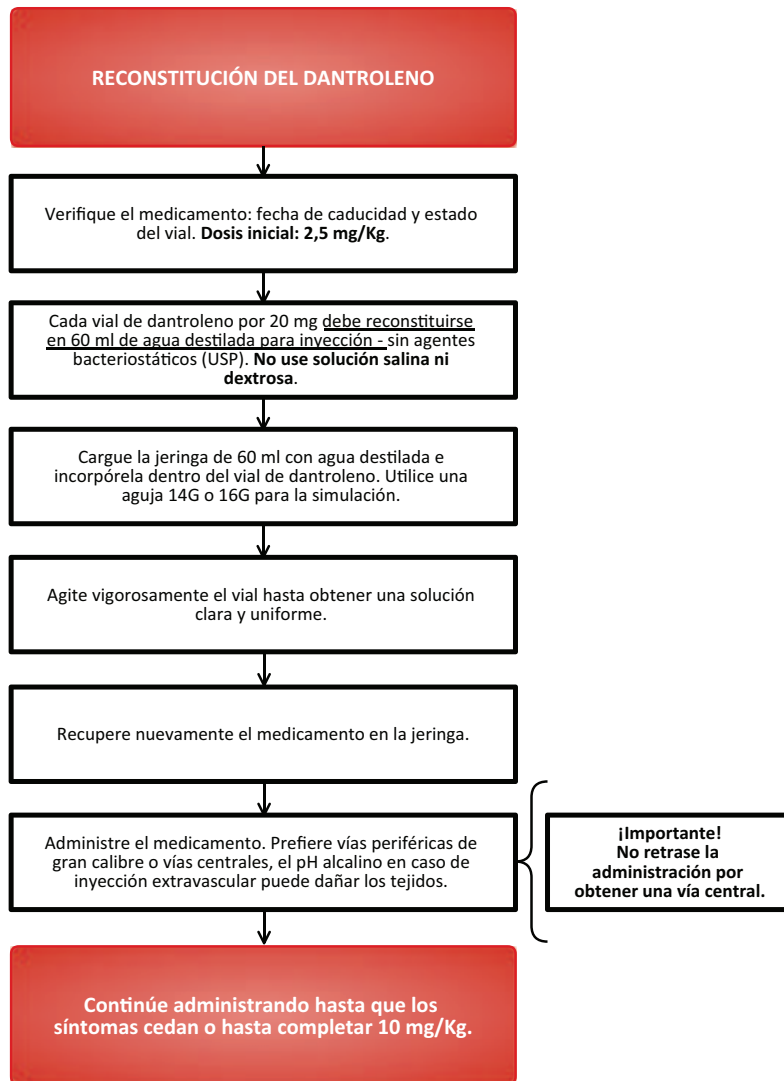 RECONSTITUCIÓN DEL DANTROLENO
Verifique el medicamento: fecha de caducidad y estado
del vial. Dosis inicial: 2,5 mg/Kg.
Cada vial de dantroleno por 20 mg debe reconstituirse
en 60 ml de agua destilada para inyección - sin agentes
bacteriostáticos (USP). No use solución salina ni
dextrosa.
Cargue la jeringa de 60 ml con agua destilada e
incorpórela dentro del vial de dantroleno. Utilice una
aguja 14G o 16G para la simulación.
Agite vigorosamente el vial hasta obtener una solución
clara y uniforme.
Recupere nuevamente el medicamento en la jeringa.
Administre el medicamento. Prefiere vías periféricas de
gran calibre o vías centrales, el pH alcalino en caso de
inyección extravascular puede dañar los tejidos.
¡Importante!
No retrase la
administración por
obtener una vía central.
Continúe administrando hasta que los
síntomas cedan o hasta completar 10 mg/Kg.